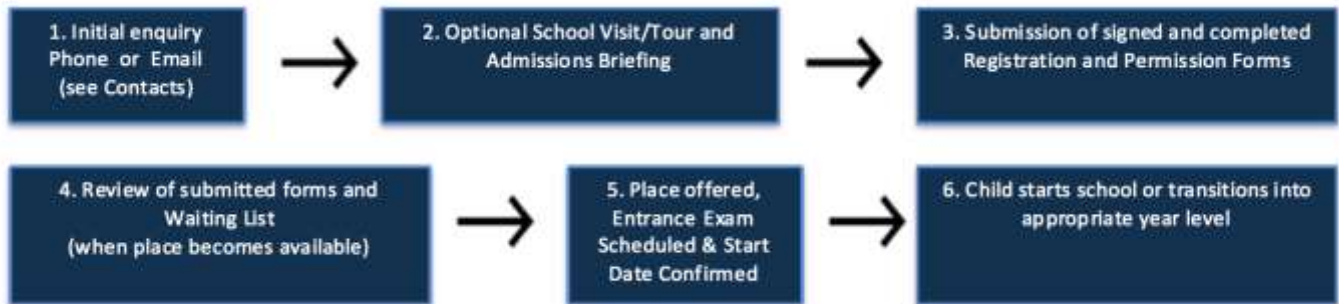 1. Initial enquiry
Phone or Email
(see Contacts)
2. Optional School Visit/Tour and
Admissions Briefing
3. Submission of signed and completed
Registration and Permission Forms
4. Review of submitted forms and
Waiting List
(when place becomes available)
5. Place offered,
Entrance Exam
Scheduled & Start
Date Confirmed
6. Child starts school or transitions into
appropriate year level